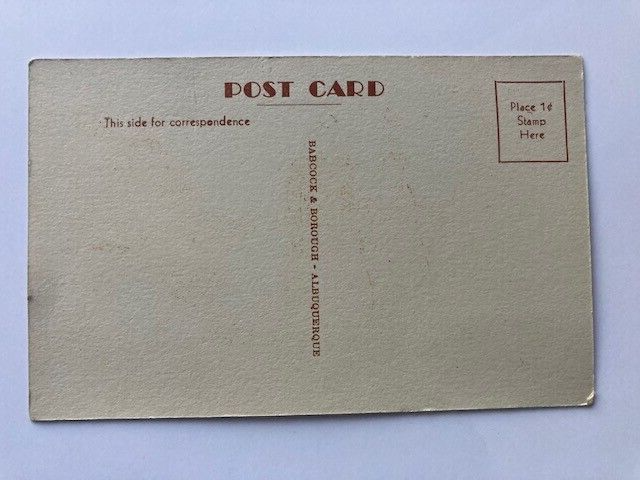 POST CARD
This side for correspondence
Place 1¢
Stamp
Here
BABCOCK & BOROUGH - ALBUQUERQUE